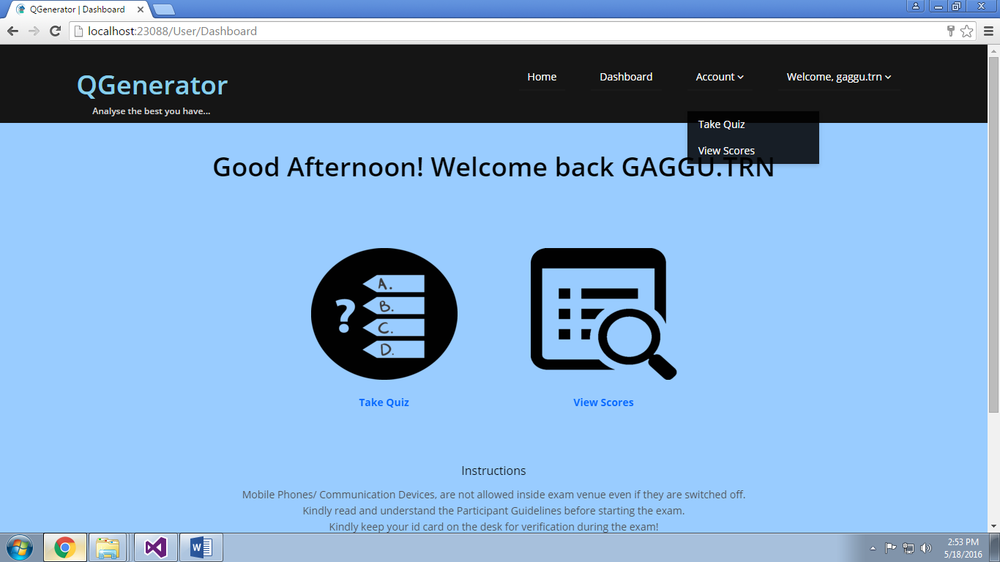 QGenerator | Dashboard
localhost:23088/User/Dashboard
QGenerator
Analyse the best you have...
Home
Dashboard
Account
Welcome, gaggu.trn
Take Quiz
View Scores
Good Afternoon! Welcome back GAGGU.TRN
?
A.
B.
C.
D.
Take Quiz
View Scores
Instructions
Mobile Phones/ Communication Devices, are not allowed inside exam venue even if they are switched off.
Kindly read and understand the Participant Guidelines before starting the exam.
Kindly keep your id card on the desk for verification during the exam!
W
2:53 PM
5/18/2016